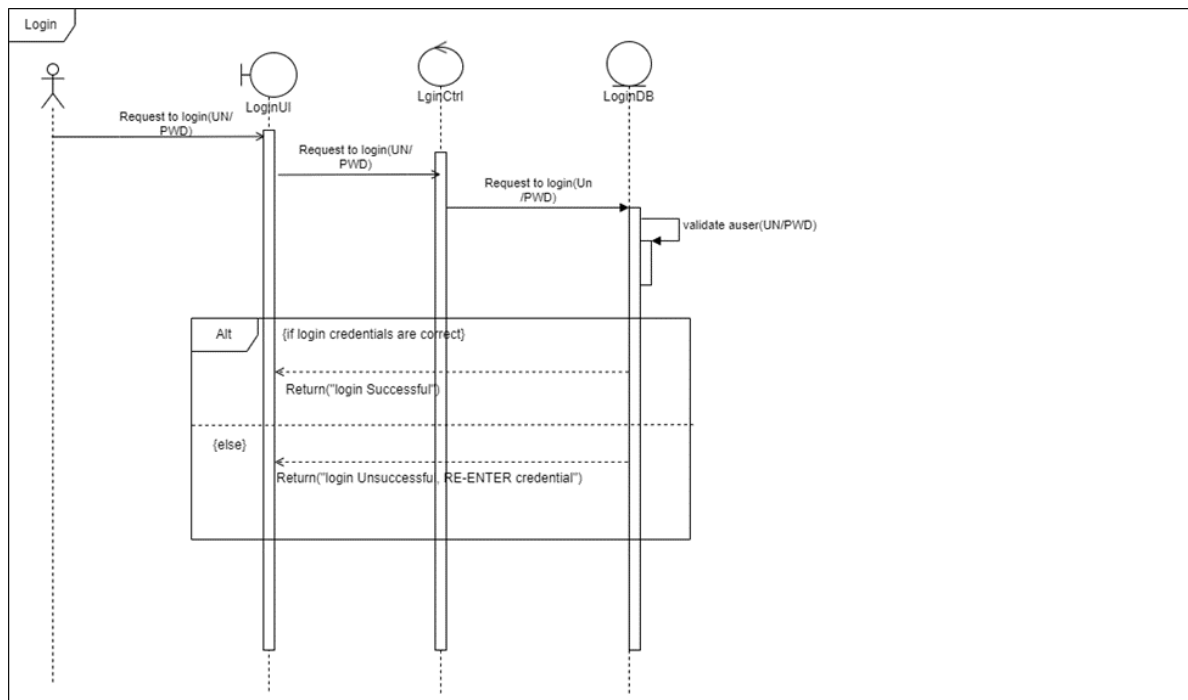 Login
LoginUI
LginCtrl
LoginDB
Request to login(UN/
PWD)
Request to login(UN/
PWD)
Request to login(Un
/PWD)
validate auser(UN/PWD)
Alt
{if login credentials are correct}
Return("login Successful")
{else}
Return("login Unsuccessful, RE-ENTER credential")